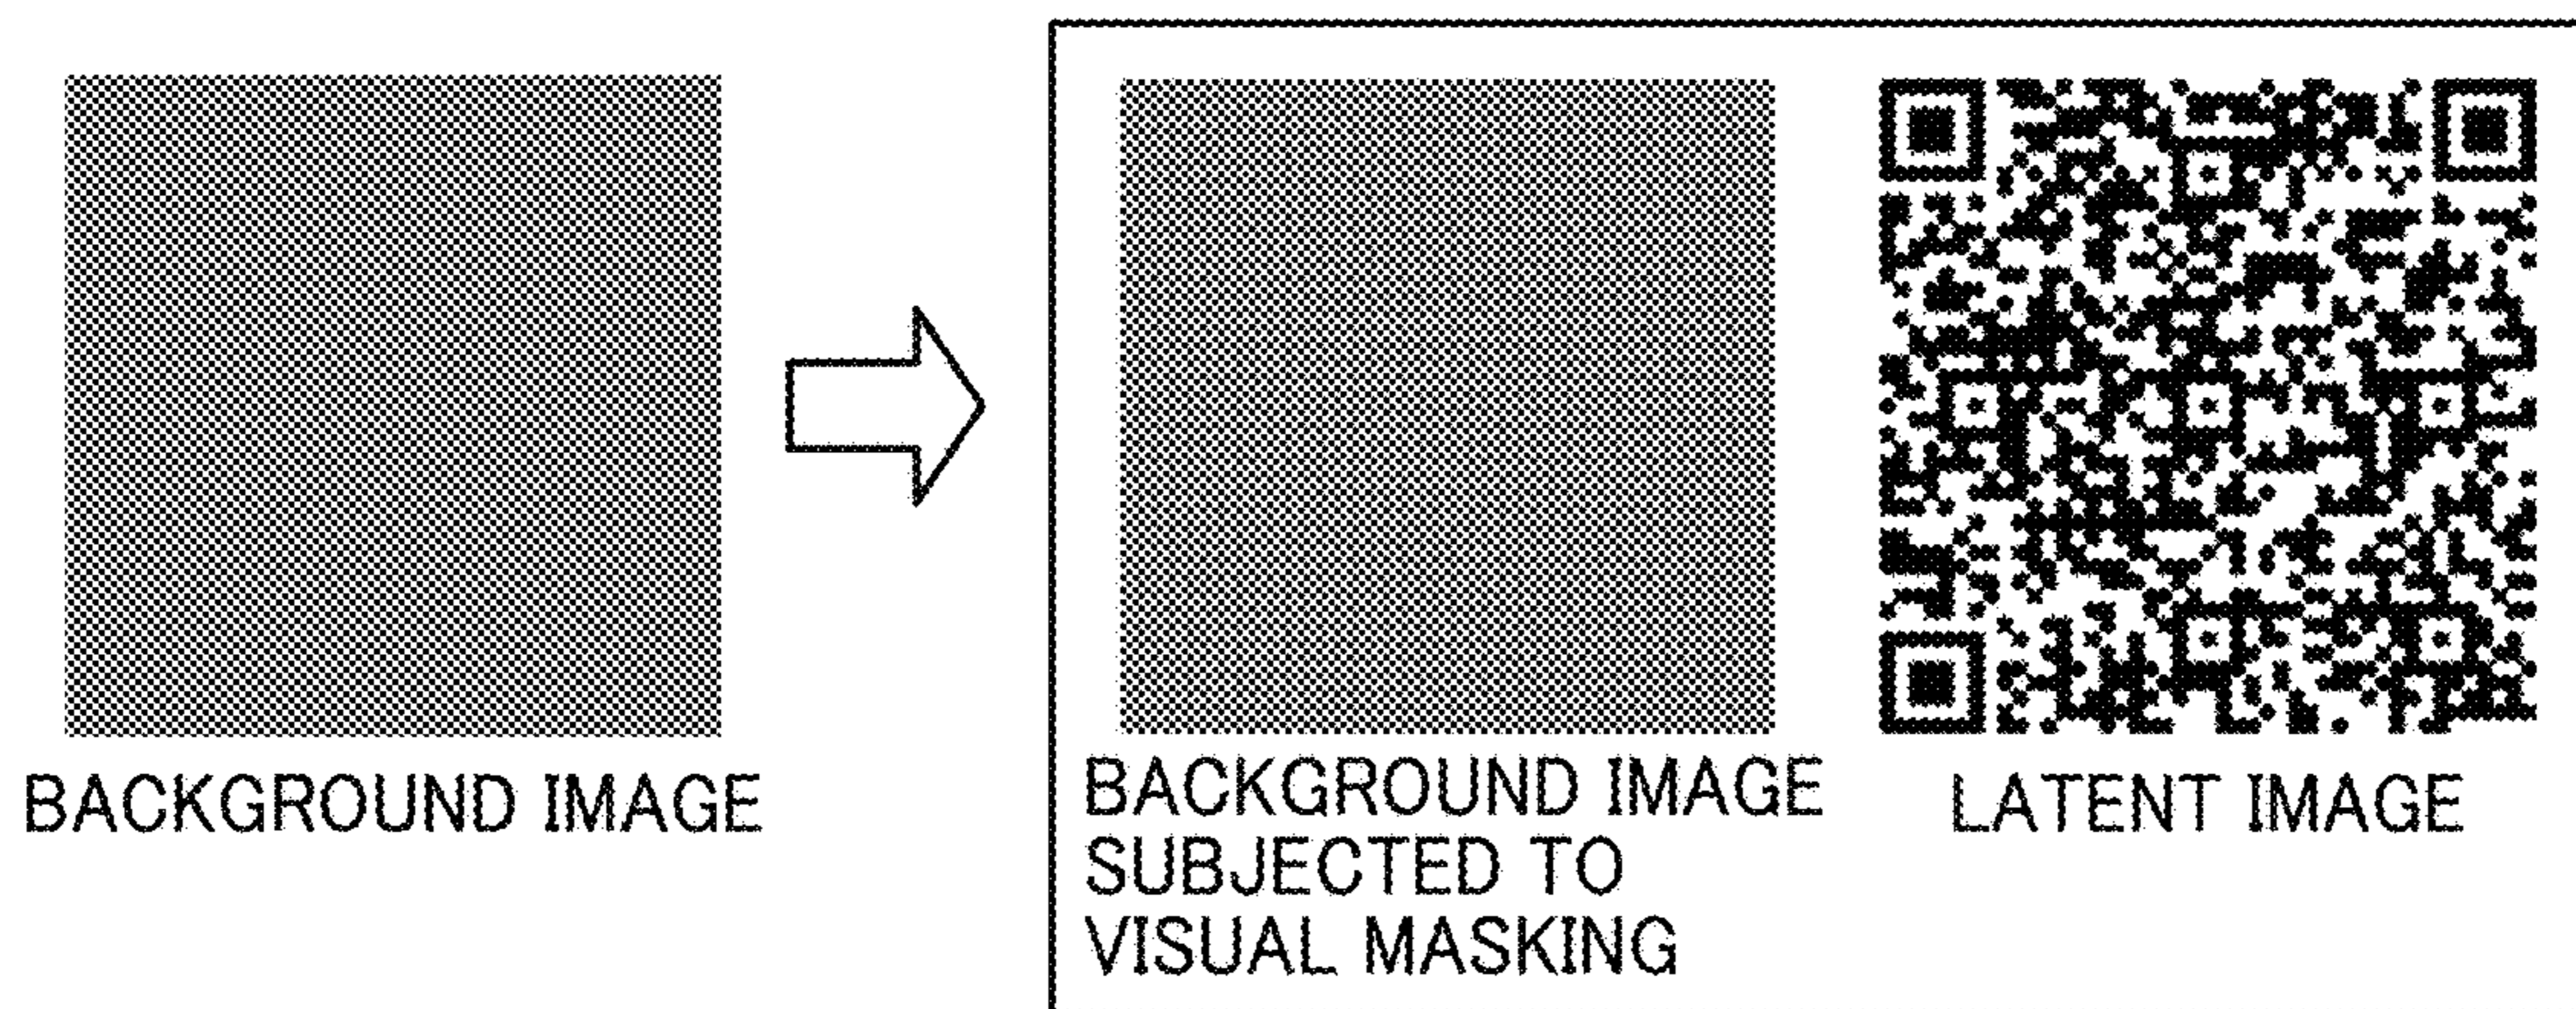 BACKGROUND IMAGE
BACKGROUND IMAGE
SUBJECTED TO
VISUAL MASKING
LATENT IMAGE